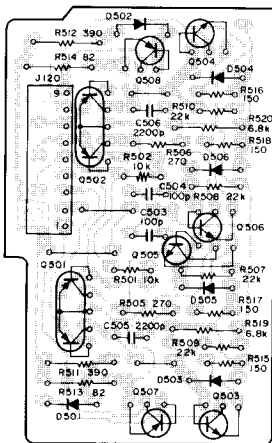 D502
R512 390
Q504
R514 82
Q508
D504
J120
9
R516
150
C506
2200p
R510
22k
R520
6.8k
R506
270
R518
150
Q502
R502
10k
D506
C504
100p
R508 22k
C503
100p
Q506
1
Q505
Q501
R501 10k
R507
22k
D505
R505 270
R517
150
C505 2200p
R519
6.8k
R509
22k
R511 390
R515
150
R513 82
D503
D501
Q507
Q503